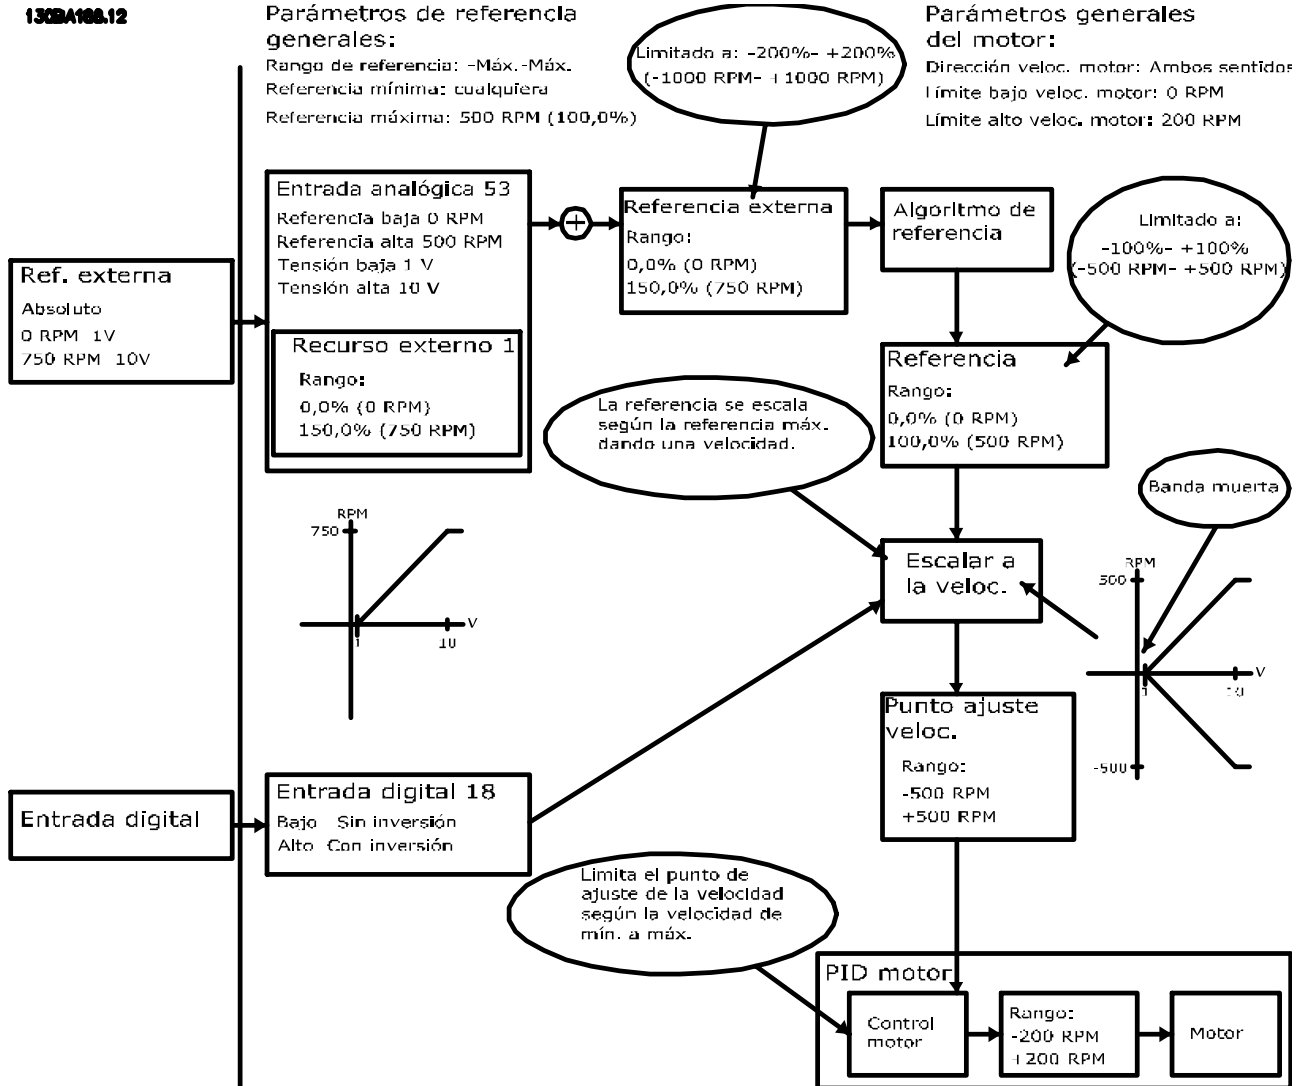 130BA188.12
Parámetros de referencia
generales:
Rango de referencia: -Máx.-Máx.
Referencia mínima: cualquiera
Referencia máxima: 500 RPM (100,0%)
Limitado a: -200%- +200%
(-1000 RPM- +1000 RPM)
Parámetros generales
del motor:
Dirección veloc. motor: Ambos sentidos
Límite bajo veloc. motor: 0 RPM
Límite alto veloc. motor: 200 RPM
Ref. externa
Absoluto
0 RPM 1V
750 RPM 10V
Entrada analógica 53
Referencia baja 0 RPM
Referencia alta 500 RPM
Tensión baja 1 V
Tensión alta 10 V
Recurso externo 1
Rango:
0,0% (0 RPM)
150,0% (750 RPM)
+
Referencia externa
Rango:
0,0% (0 RPM)
150,0% (750 RPM)
Algoritmo de
referencia
Limitado a:
-100%- +100%
(-500 RPM- +500 RPM)
Referencia
Rango:
0,0% (0 RPM)
100,0% (500 RPM)
La referencia se escala
según la referencia máx.
dando una velocidad.
Banda muerta
RPM
750
V
1
10
Escalar a
la veloc.
RPM
500
V
1
10
-500
Punto ajuste
veloc.
Rango:
-500 RPM
+500 RPM
Entrada digital
Entrada digital 18
Bajo Sin inversión
Alto Con inversión
Limita el punto de
ajuste de la velocidad
según la velocidad de
mín. a máx.
PID motor
Control
motor
Rango:
-200 RPM
+200 RPM
Motor